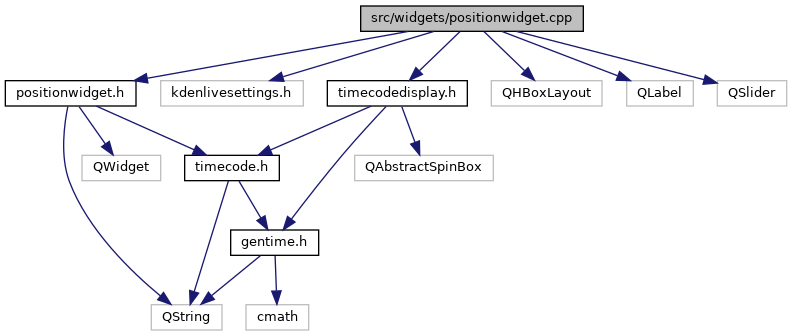 src/widgets/positionwidget.cpp
positionwidget.h
kdenlivesettings.h
timecodedisplay.h
QHBoxLayout
QLabel
QSlider
QWidget
timecode.h
QAbstractSpinBox
gentime.h
QString
cmath